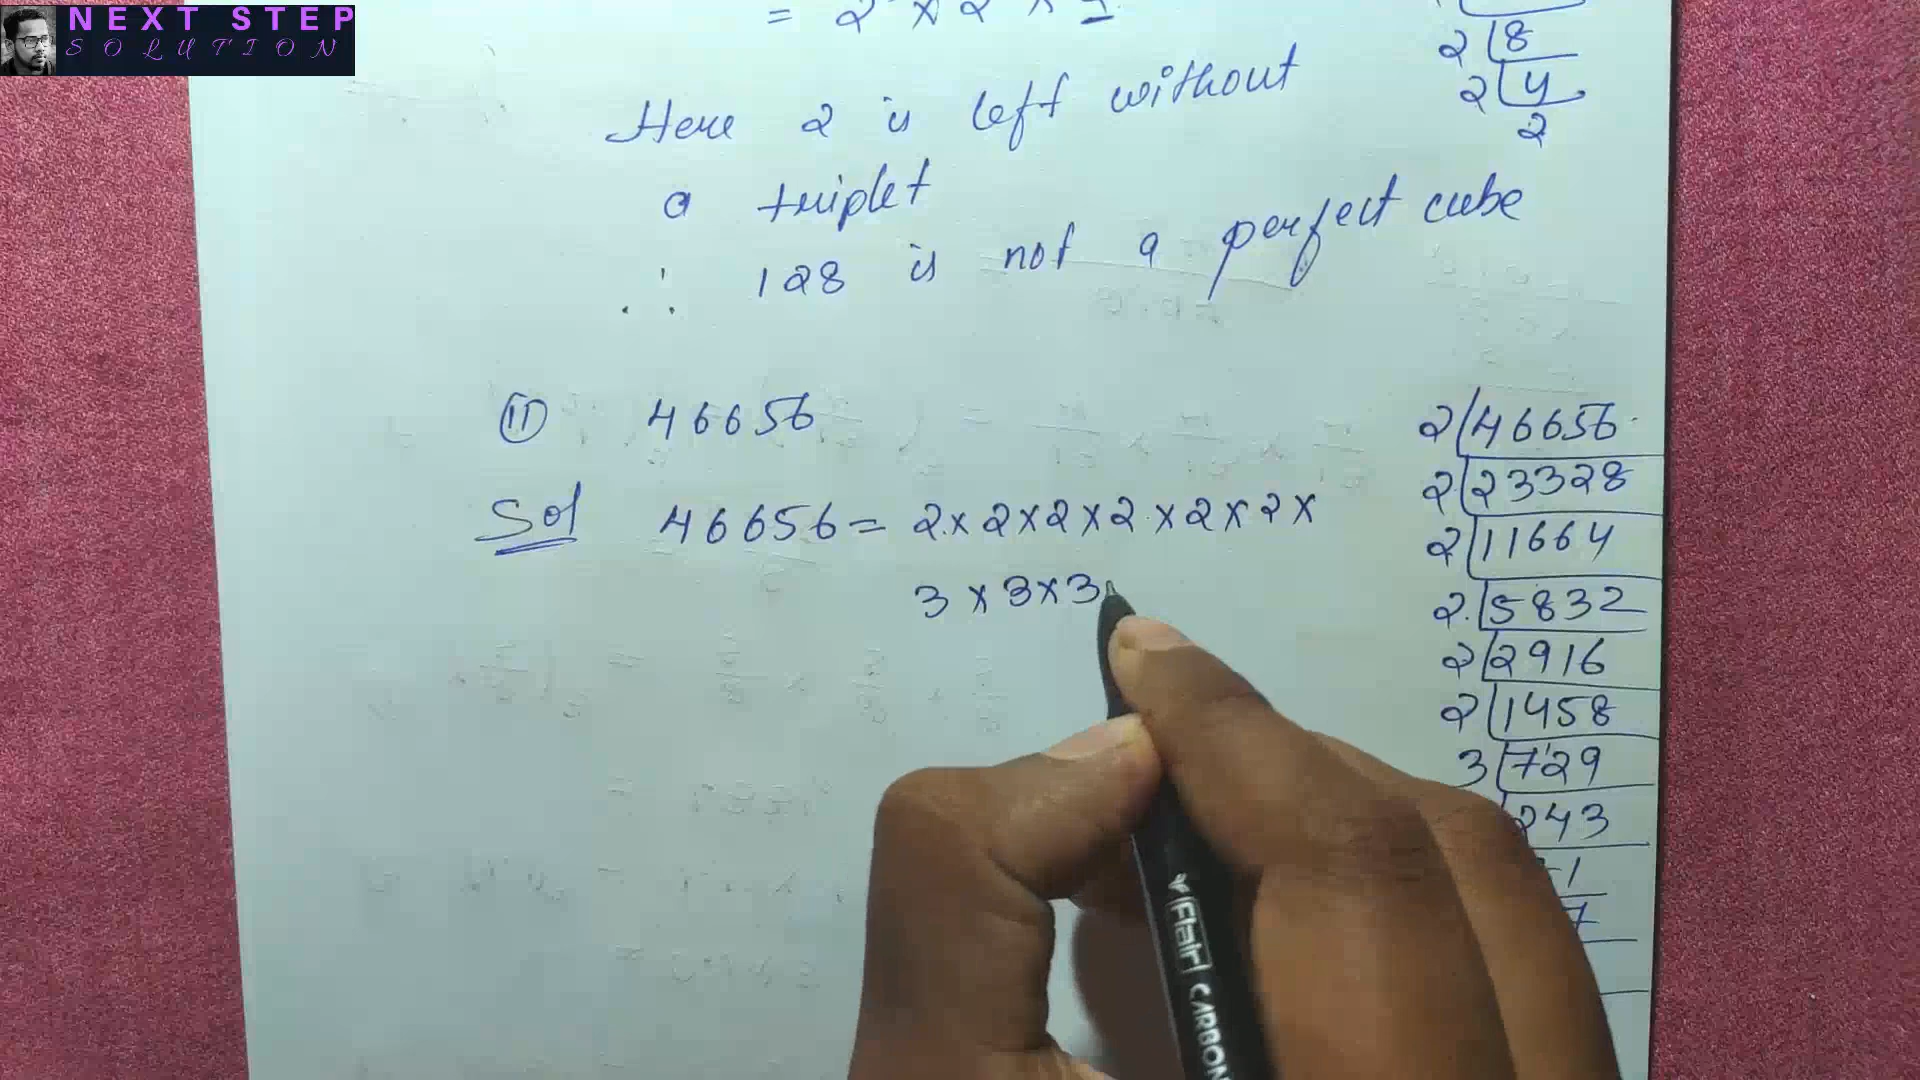 NEXT STEP
SOLUTION
Here 2 is left without
a triplet
∴ 128 is not a perfect cube
2 | 8
2 | 4
2
(ii) 46656
Sol 46656 = 2 × 2 × 2 × 2 × 2 × 2 ×
3 × 3 × 3
2 | 46656
2 | 23328
2 | 11664
2 | 5832
2 | 2916
2 | 1458
3 | 729
243
1
7
Flair CARBON